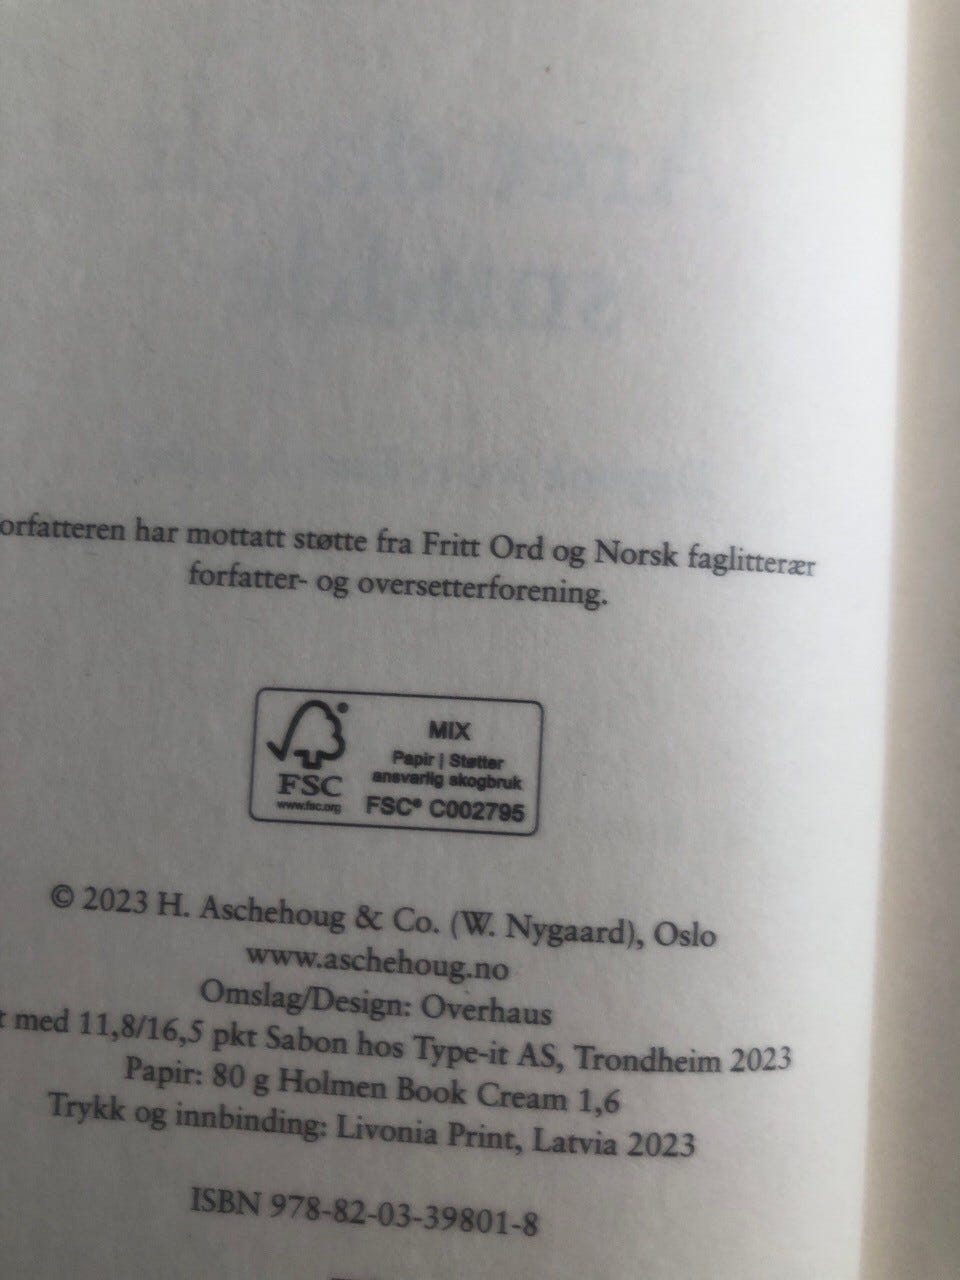 orfatteren har mottatt støtte fra Fritt Ord og Norsk faglitterær
forfatter- og oversetterforening.
MIX
Papir | Støtter
ansvarlig skogbruk
FSC® C002795
FSC
www.fsc.org
© 2023 H. Aschehoug & Co. (W. Nygaard), Oslo
www.aschehoug.no
Omslag/Design: Overhaus
t med 11,8/16,5 pkt Sabon hos Type-it AS, Trondheim 2023
Papir: 80 g Holmen Book Cream 1,6
Trykk og innbinding: Livonia Print, Latvia 2023
ISBN 978-82-03-39801-8